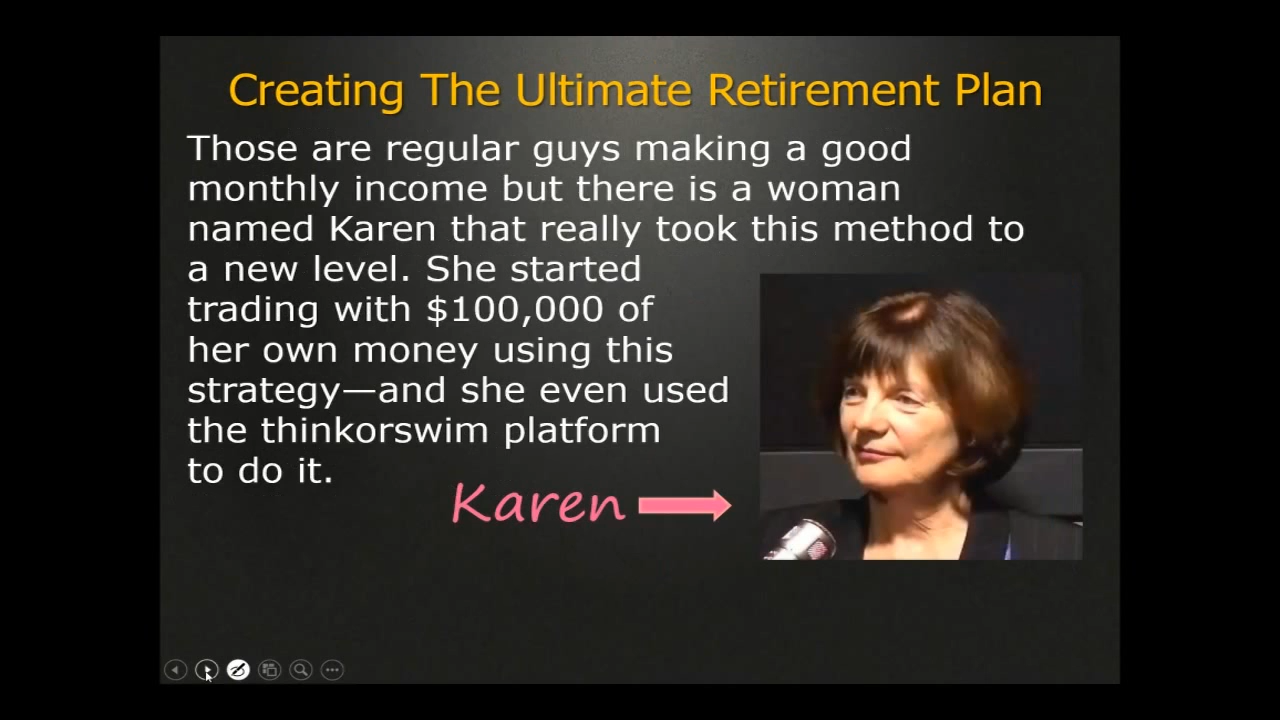 Creating The Ultimate Retirement Plan
Those are regular guys making a good
monthly income but there is a woman
named Karen that really took this method to
a new level. She started
trading with $100,000 of
her own money using this
strategy—and she even used
the thinkorswim platform
to do it.
Karen